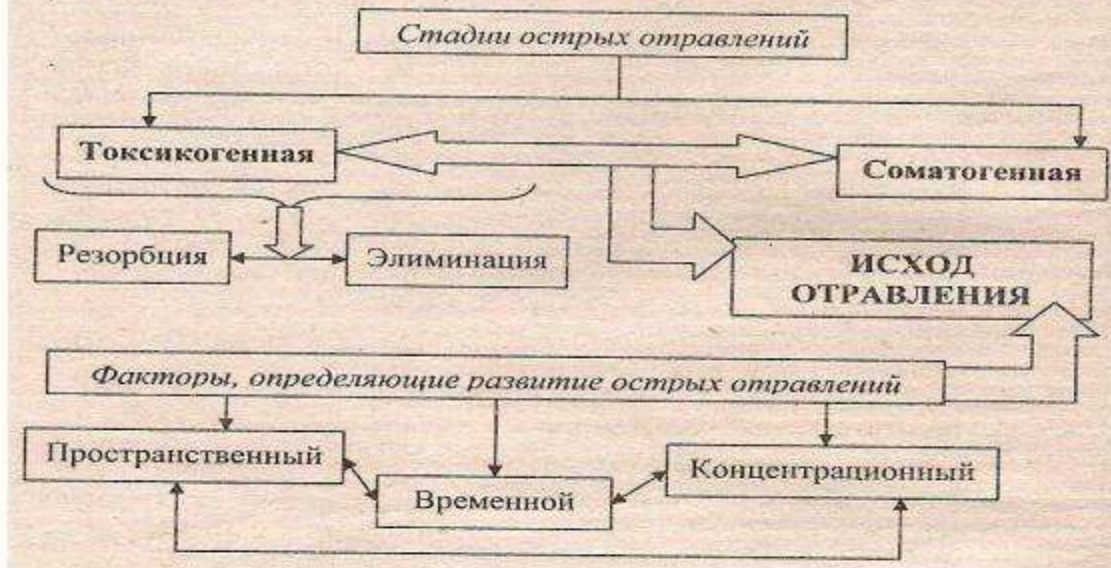 Стадии острых отравлений
Токсикогенная
Соматогенная
Резорбция
Элиминация
ИСХОД
ОТРАВЛЕНИЯ
Факторы, определяющие развитие острых отравлений
Пространственный
Временной
Концентрационный